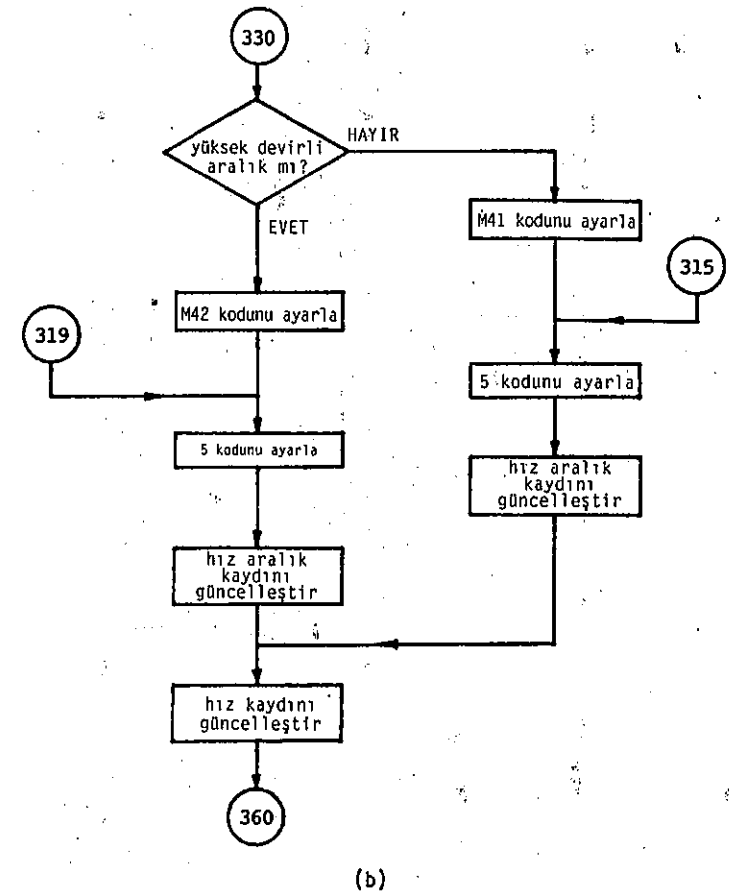 330
yüksek devirli
aralık mı?
HAYIR
EVET
M41 kodunu ayarla
315
M42 kodunu ayarla
319
5 kodunu ayarla
5 kodunu ayarla
hız aralık
kaydını
güncelleştir
hız aralık
kaydını
güncelleştir
hız kaydını
güncelleştir
360
(b)